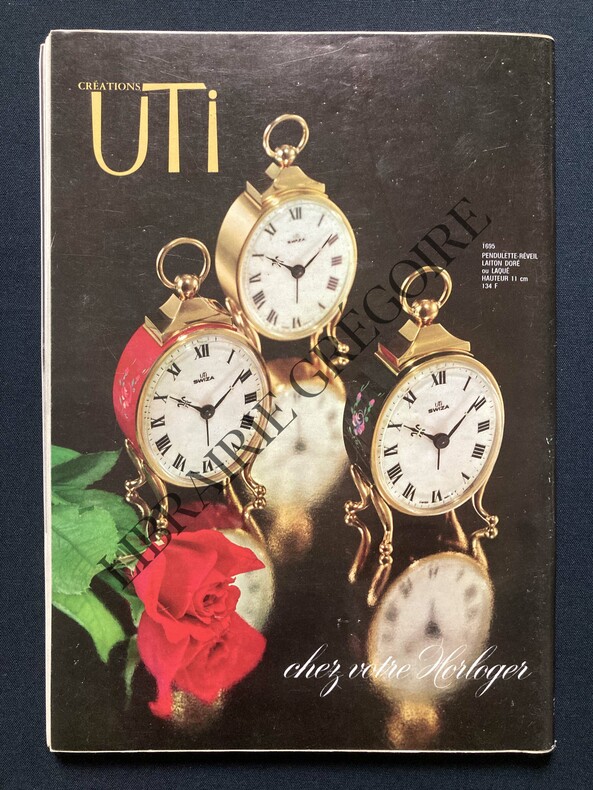 CRÉATIONS
UTi
1695
PENDULETTE-RÉVEIL
LAITON DORÉ
ou LAQUÉ
HAUTEUR 11 cm
134 F
SWIZA
UTi
SWIZA
UTi
SWIZA
LIBRAIRIE GREGOIRE
chez votre Horloger